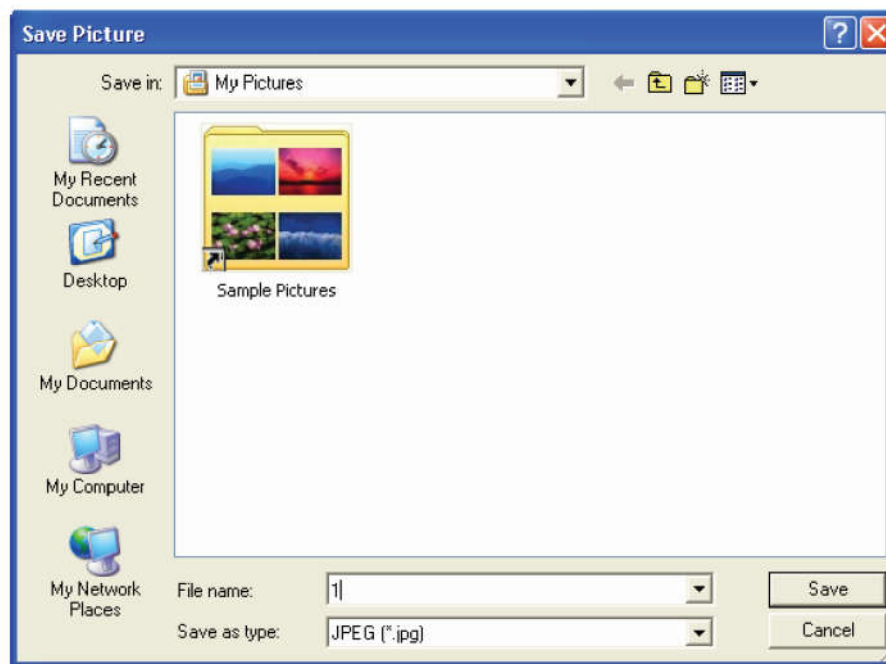 Save Picture
Save in:
My Pictures
My Recent
Documents
Desktop
My Documents
My Computer
My Network
Places
Sample Pictures
File name:
1
Save
Save as type:
JPEG (*.jpg)
Cancel